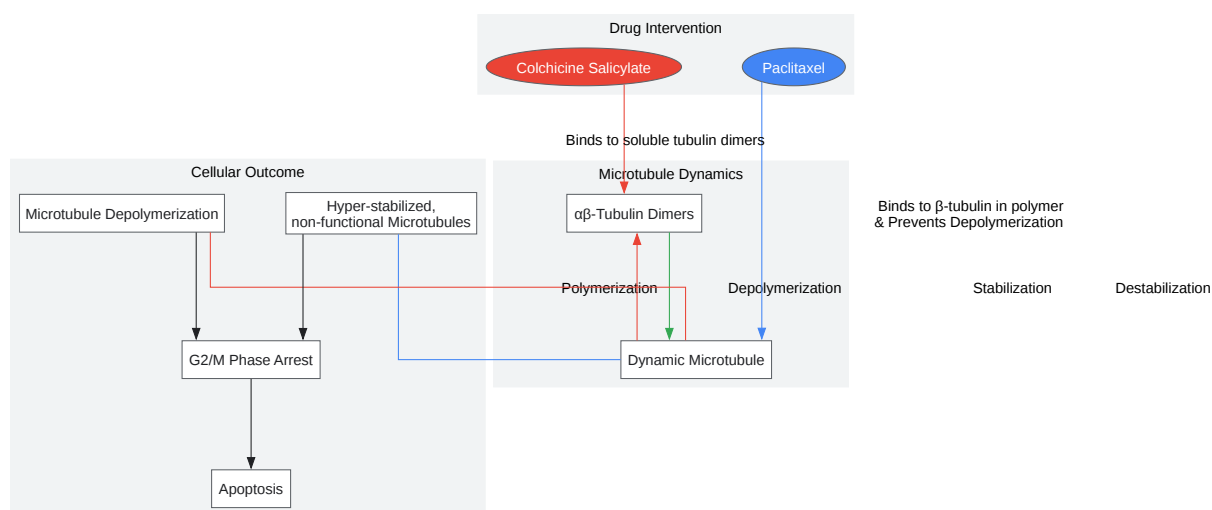 Drug Intervention
Colchicine Salicylate
Paclitaxel
Binds to soluble tubulin dimers
Cellular Outcome
Microtubule Dynamics
Microtubule Depolymerization
Hyper-stabilized,
non-functional Microtubules
αβ-Tubulin Dimers
Binds to β-tubulin in polymer
& Prevents Depolymerization
Polymerization
Depolymerization
Stabilization
Destabilization
G2/M Phase Arrest
Dynamic Microtubule
Apoptosis